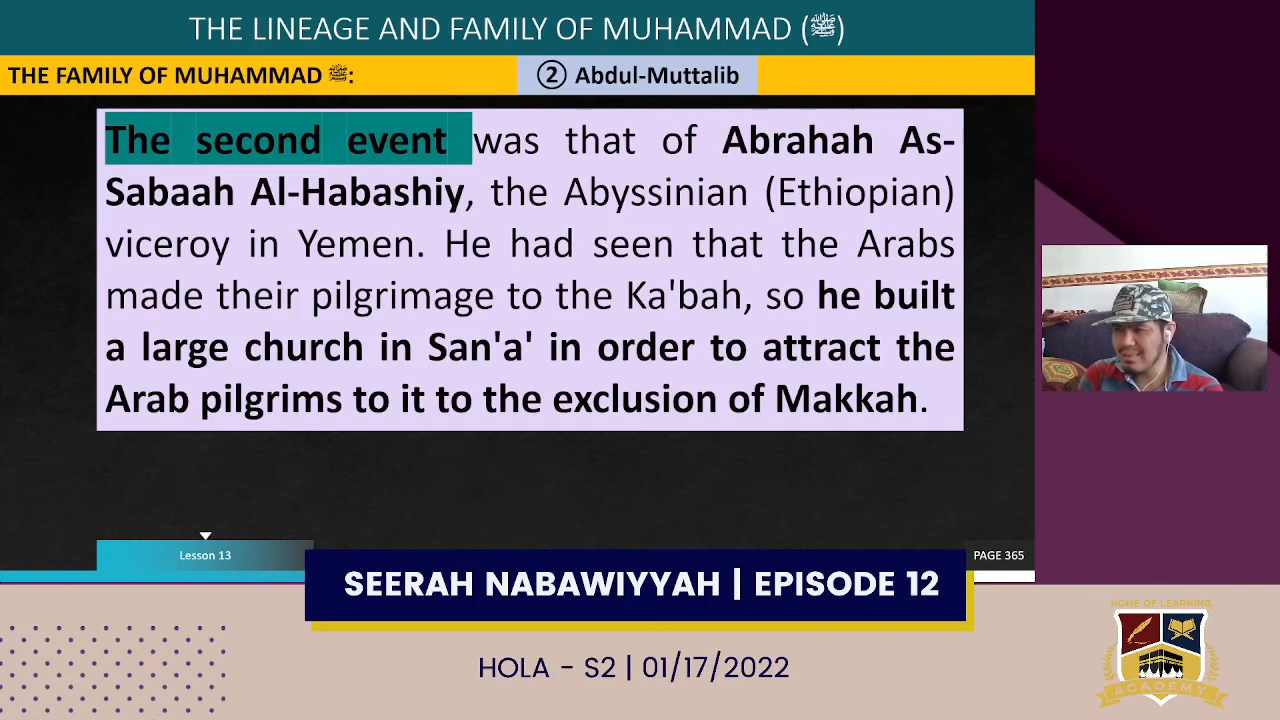 THE LINEAGE AND FAMILY OF MUHAMMAD (ﷺ)
THE FAMILY OF MUHAMMAD ﷺ:
② Abdul-Muttalib
The second event was that of Abrahah As-
Sabaah Al-Habashiy, the Abyssinian (Ethiopian)
viceroy in Yemen. He had seen that the Arabs
made their pilgrimage to the Ka'bah, so he built
a large church in San'a' in order to attract the
Arab pilgrims to it to the exclusion of Makkah.
Lesson 13
PAGE 365
SEERAH NABAWIYYAH | EPISODE 12
HOLA - S2 | 01/17/2022
HOME OF LEARNING
ACADEMY